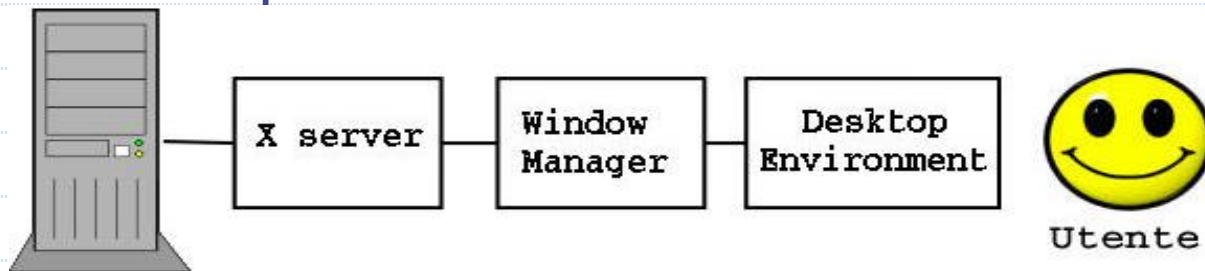 X server
Window
Manager
Desktop
Environment
Utente